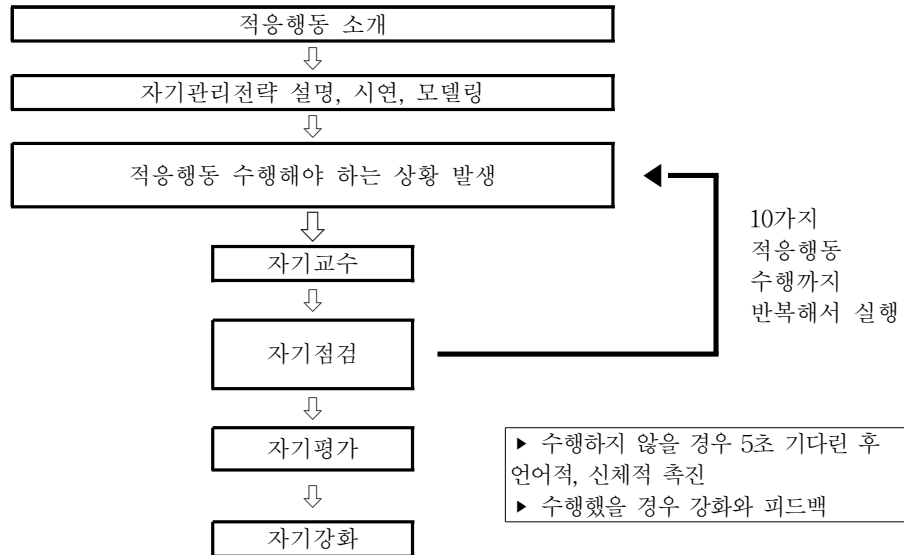 적응행동 소개
⇩
자기관리전략 설명, 시연, 모델링
⇩
적응행동 수행해야 하는 상황 발생
⇩
자기교수
⇩
자기점검
10가지
적응행동
수행까지
반복해서 실행
⇩
자기평가
⇩
자기강화
▶ 수행하지 않을 경우 5초 기다린 후
언어적, 신체적 촉진
▶ 수행했을 경우 강화와 피드백